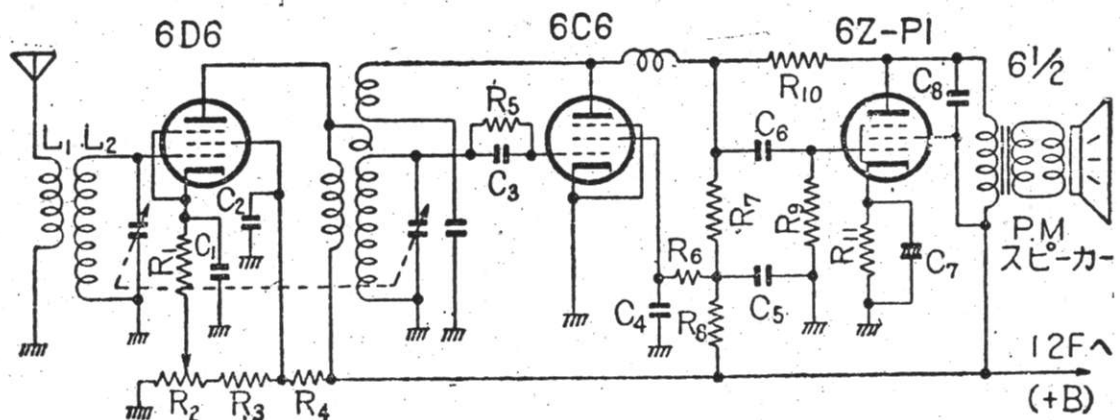 6D6
6C6
6Z-P1
6½
L1
L2
R1
C1
C2
R2
R3
R4
R5
C3
R6
C4
R7
R8
C5
C6
R9
R10
R11
C7
C8
P.M
スピーカー
12Fへ
(+B)